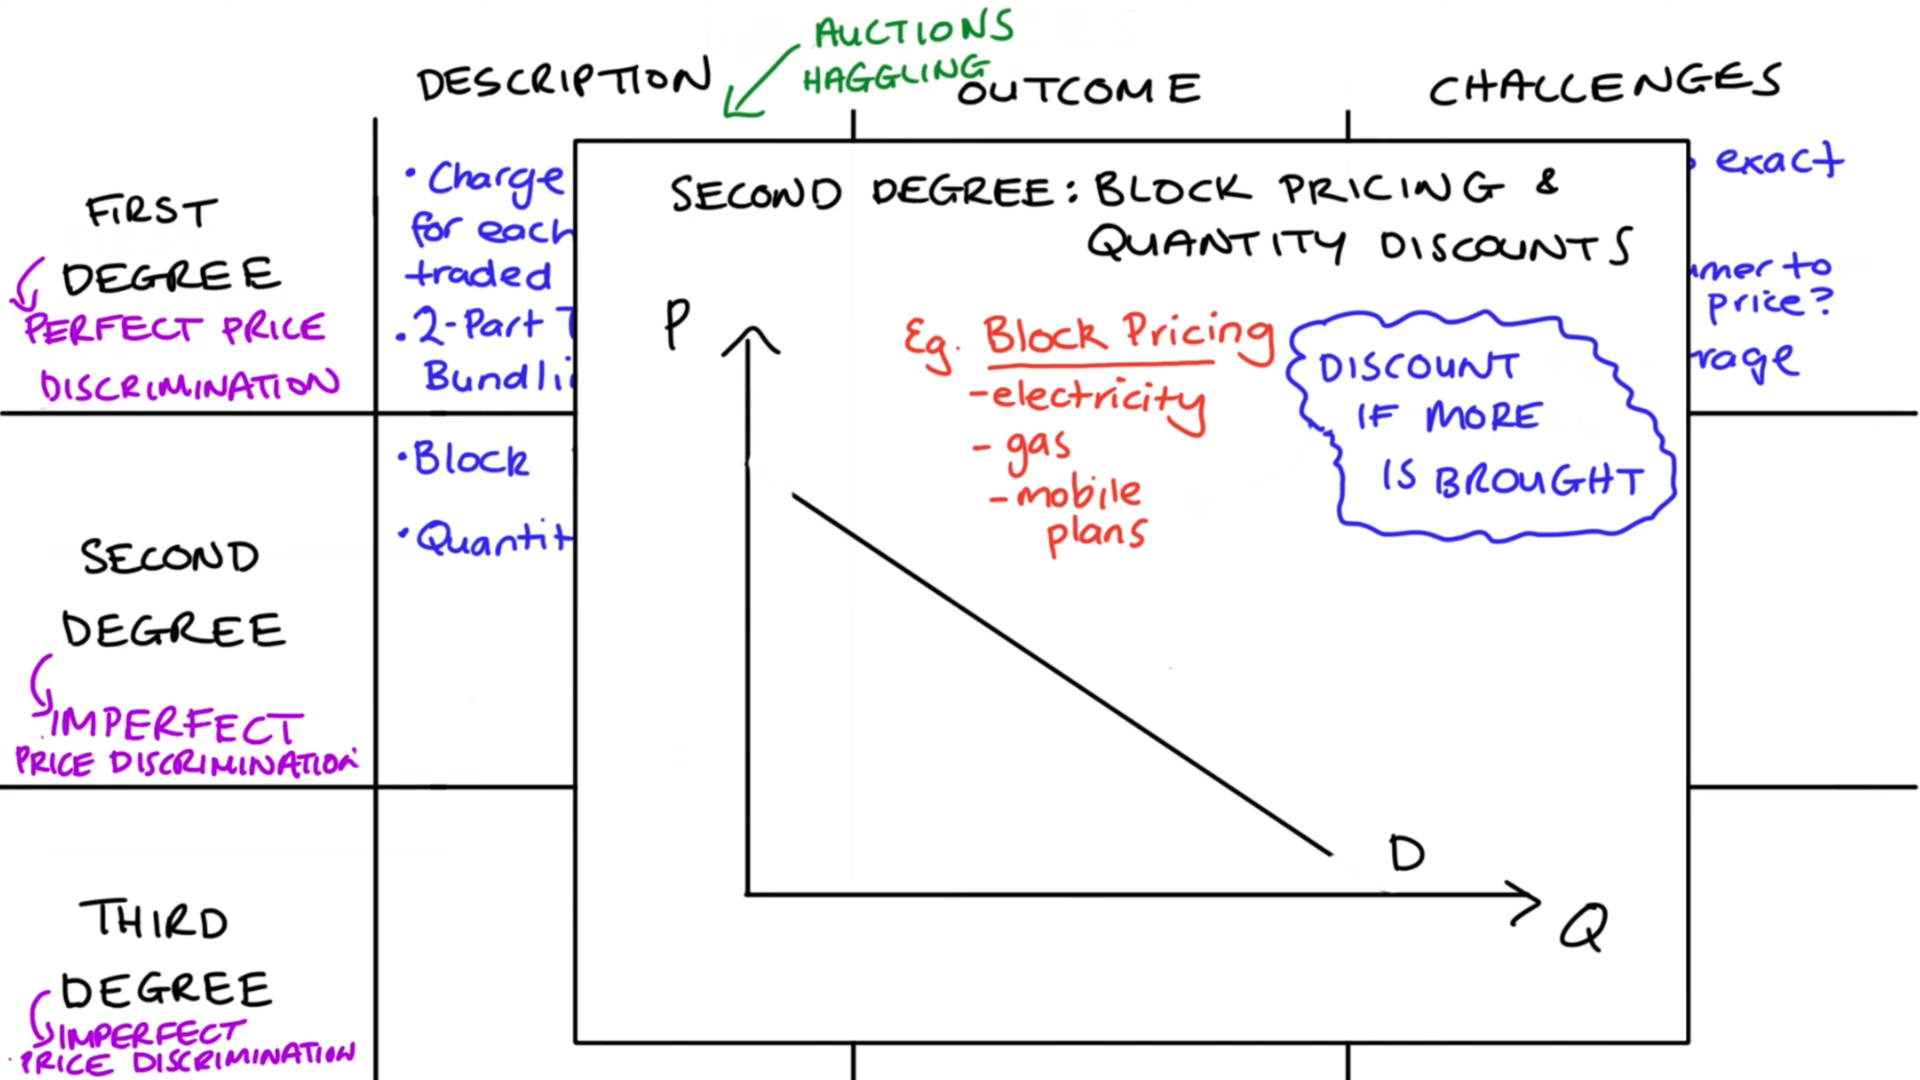 AUCTIONS
HAGGLING
DESCRIPTION
OUTCOME
CHALLENGES
FIRST
DEGREE
PERFECT PRICE
DISCRIMINATION
• Charge
for each
traded
• 2-Part
Bundli
exact
to
price?
SECOND DEGREE: BLOCK PRICING &
QUANTITY DISCOUNTS
P
Eg. Block Pricing
- electricity
- gas
- mobile
plans
DISCOUNT
IF MORE
IS BROUGHT
D
Q
SECOND
DEGREE
IMPERFECT
PRICE DISCRIMINATION
• Block
• Quantit
THIRD
DEGREE
IMPERFECT
PRICE DISCRIMINATION